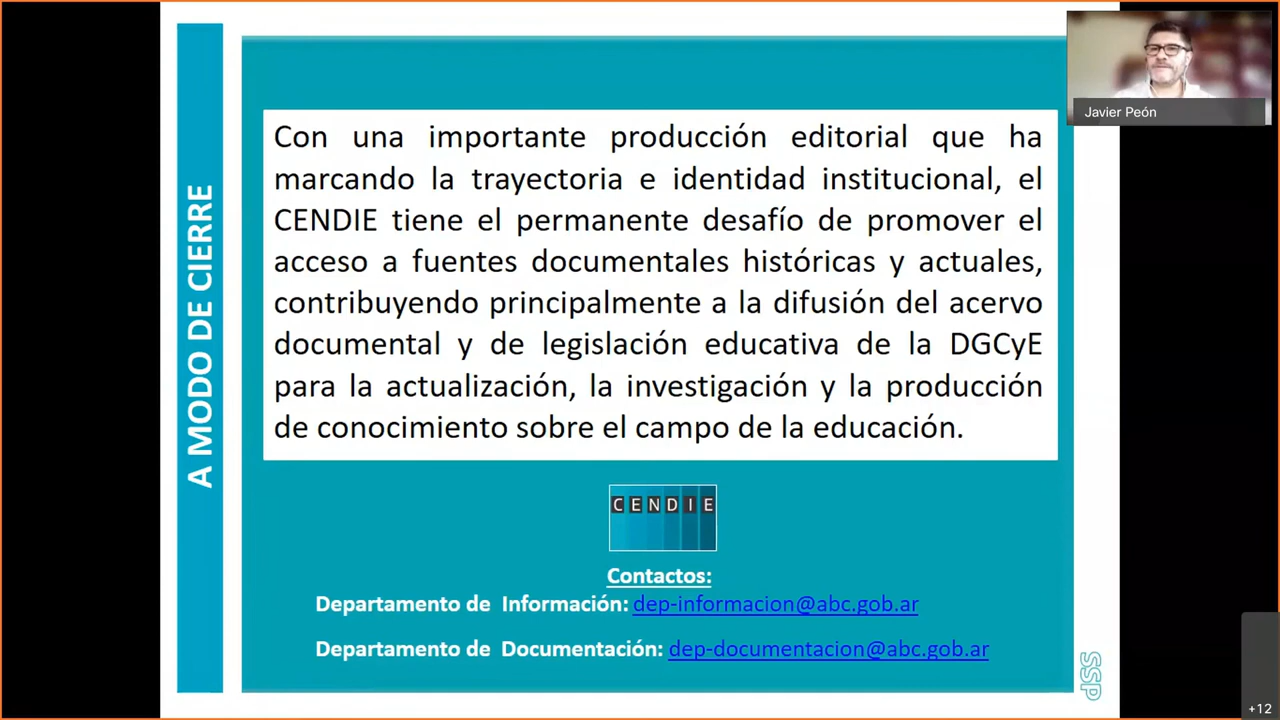 A MODO DE CIERRE
Con una importante producción editorial que ha
marcando la trayectoria e identidad institucional, el
CENDIE tiene el permanente desafío de promover el
acceso a fuentes documentales históricas y actuales,
contribuyendo principalmente a la difusión del acervo
documental y de legislación educativa de la DGCyE
para la actualización, la investigación y la producción
de conocimiento sobre el campo de la educación.
CENDIE
Contactos:
Departamento de Información: dep-informacion@abc.gob.ar
Departamento de Documentación: dep-documentacion@abc.gob.ar
SSP
Javier Peón
+12